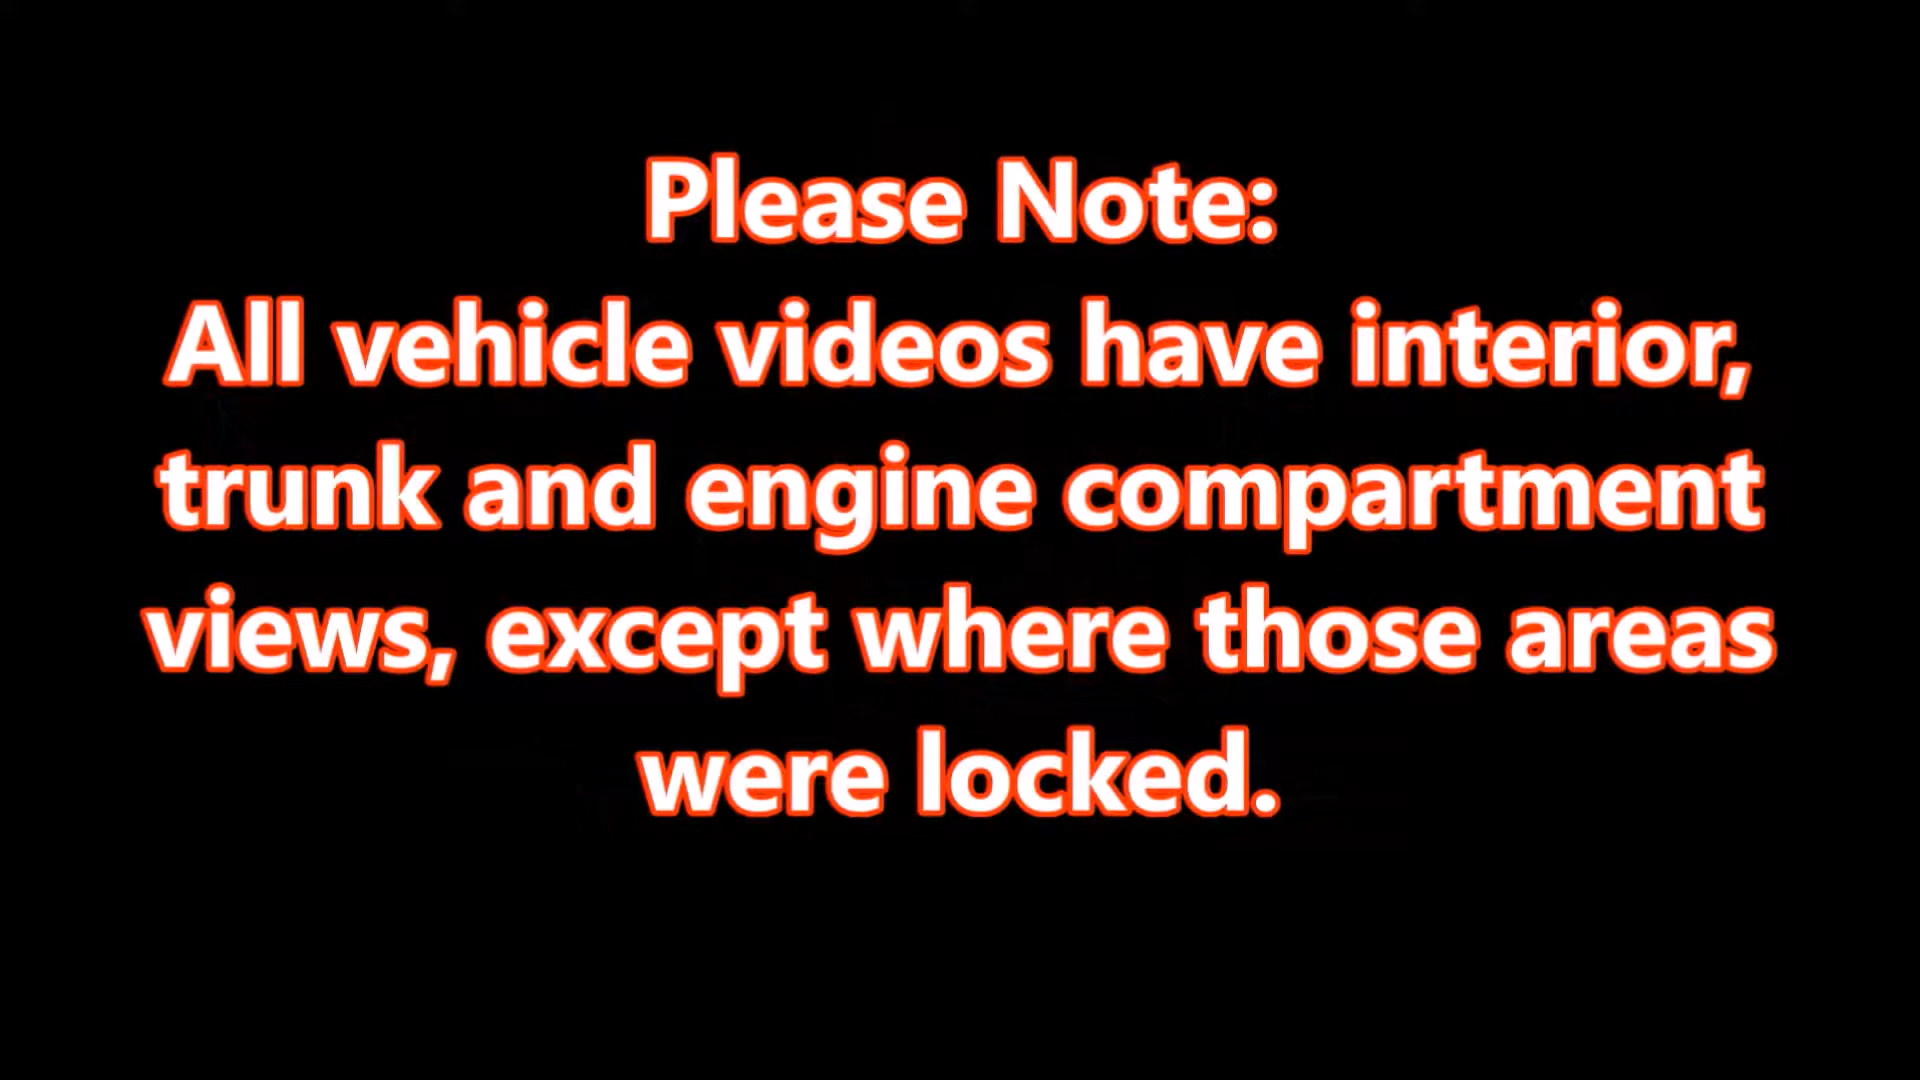 Please Note:
All vehicle videos have interior,
trunk and engine compartment
views, except where those areas
were locked.